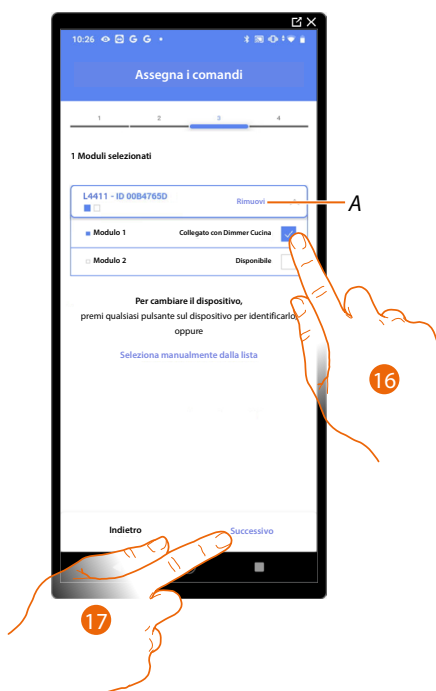 10:26 G G
Assegna i comandi
1 2 3 4
1 Moduli selezionati
L4411 - ID 00B4765D
Rimuovi
A
Modulo 1 Collegato con Dimmer Cucina
Modulo 2 Disponibile
Per cambiare il dispositivo,
premi qualsiasi pulsante sul dispositivo per identificarlo
oppure
Seleziona manualmente dalla lista
16
Indietro Successivo
17